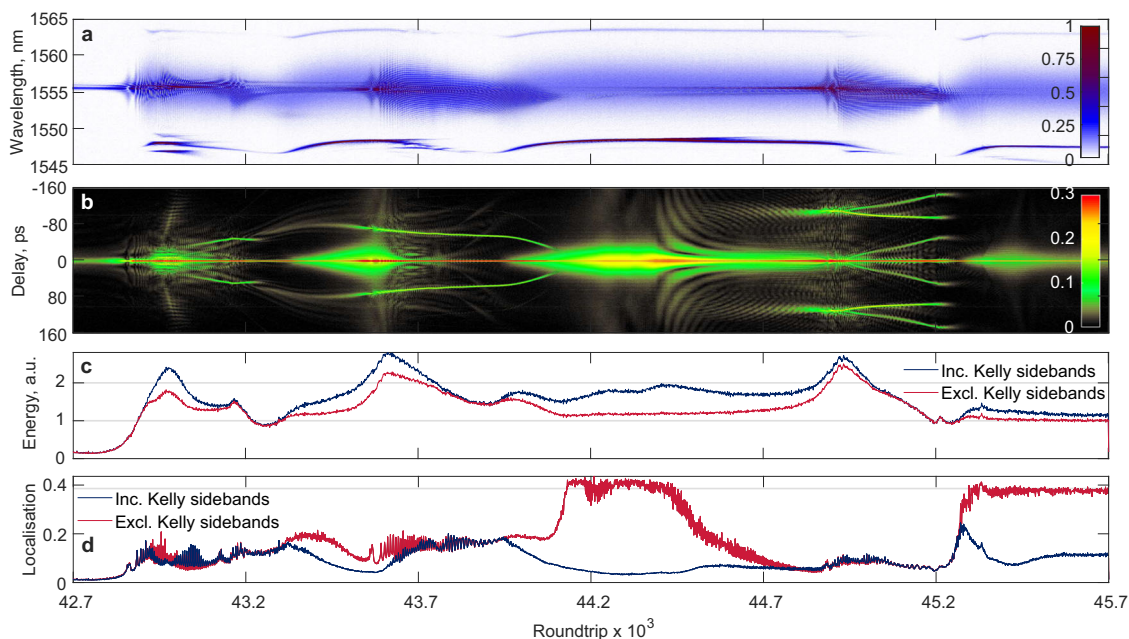 a
Wavelength, nm
1565
1560
1555
1550
1545
1
0.75
0.5
0.25
0
b
Delay, ps
-160
-80
0
80
160
0.3
0.2
0.1
0
c
Energy, a.u.
2
1
0
Inc. Kelly sidebands
Excl. Kelly sidebands
d
Localisation
0.4
0.2
0
Inc. Kelly sidebands
Excl. Kelly sidebands
42.7 43.2 43.7 44.2 44.7 45.2 45.7
Roundtrip x 10³